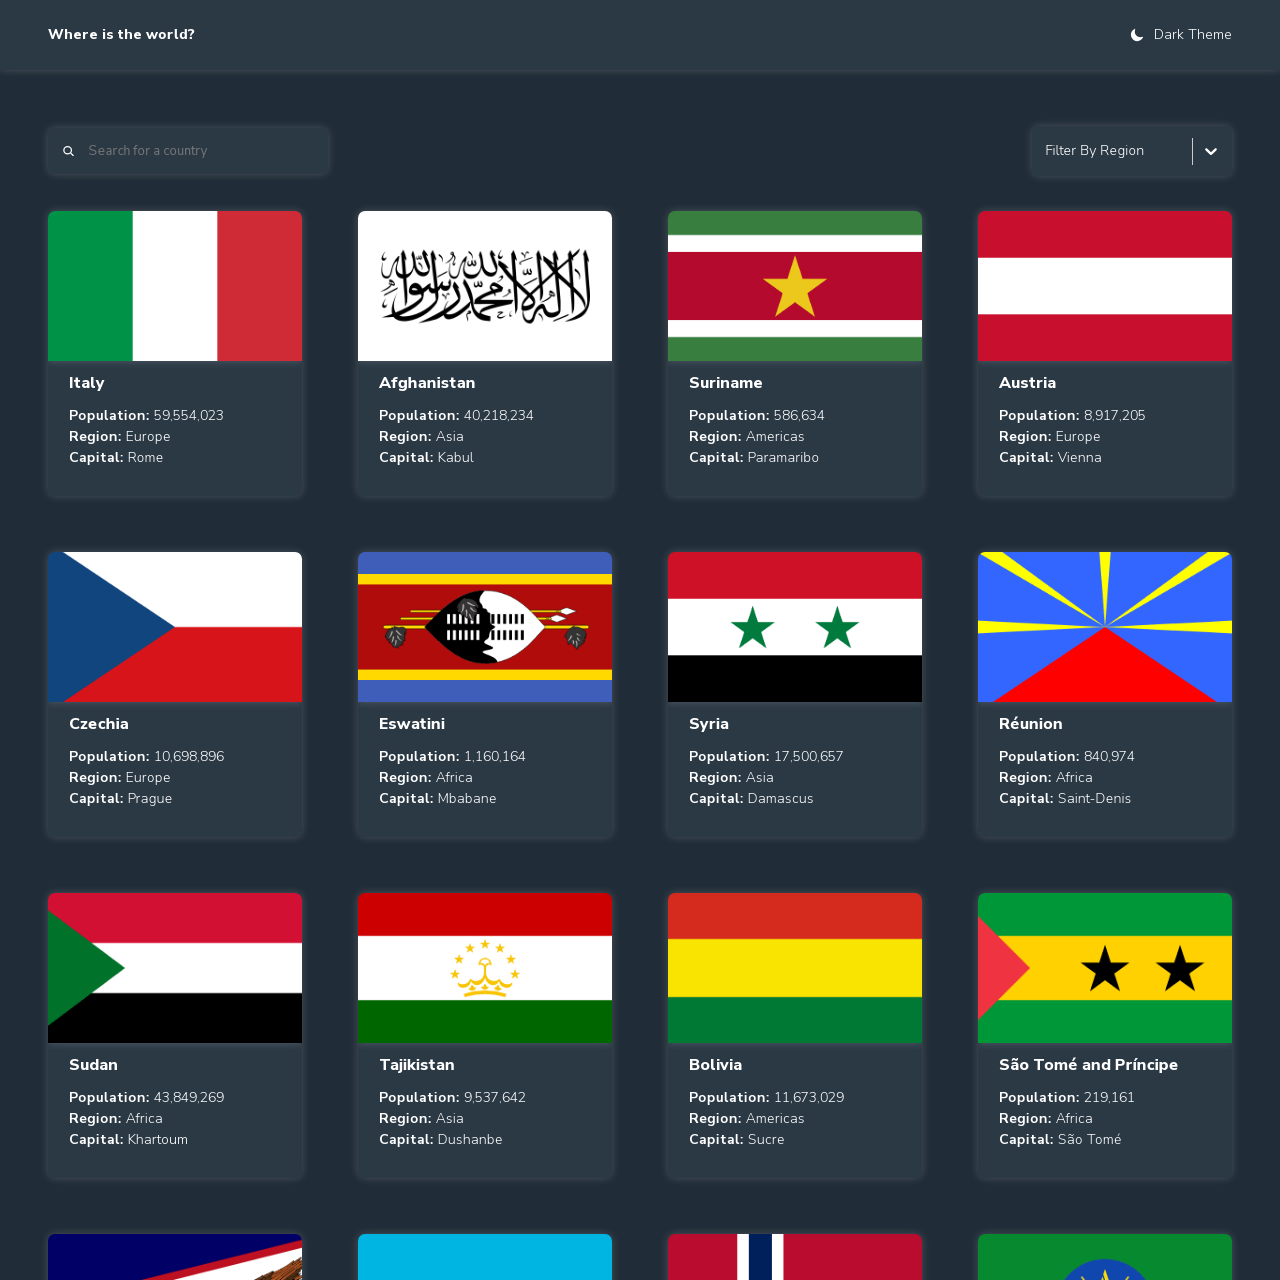 Where is the world?
Dark Theme
Search for a country
Filter By Region
لا إله إلا الله محمد رسول الله
Italy
Population: 59,554,023
Region: Europe
Capital: Rome
Afghanistan
Population: 40,218,234
Region: Asia
Capital: Kabul
Suriname
Population: 586,634
Region: Americas
Capital: Paramaribo
Austria
Population: 8,917,205
Region: Europe
Capital: Vienna
Czechia
Population: 10,698,896
Region: Europe
Capital: Prague
Eswatini
Population: 1,160,164
Region: Africa
Capital: Mbabane
Syria
Population: 17,500,657
Region: Asia
Capital: Damascus
Réunion
Population: 840,974
Region: Africa
Capital: Saint-Denis
Sudan
Population: 43,849,269
Region: Africa
Capital: Khartoum
Tajikistan
Population: 9,537,642
Region: Asia
Capital: Dushanbe
Bolivia
Population: 11,673,029
Region: Americas
Capital: Sucre
São Tomé and Príncipe
Population: 219,161
Region: Africa
Capital: São Tomé